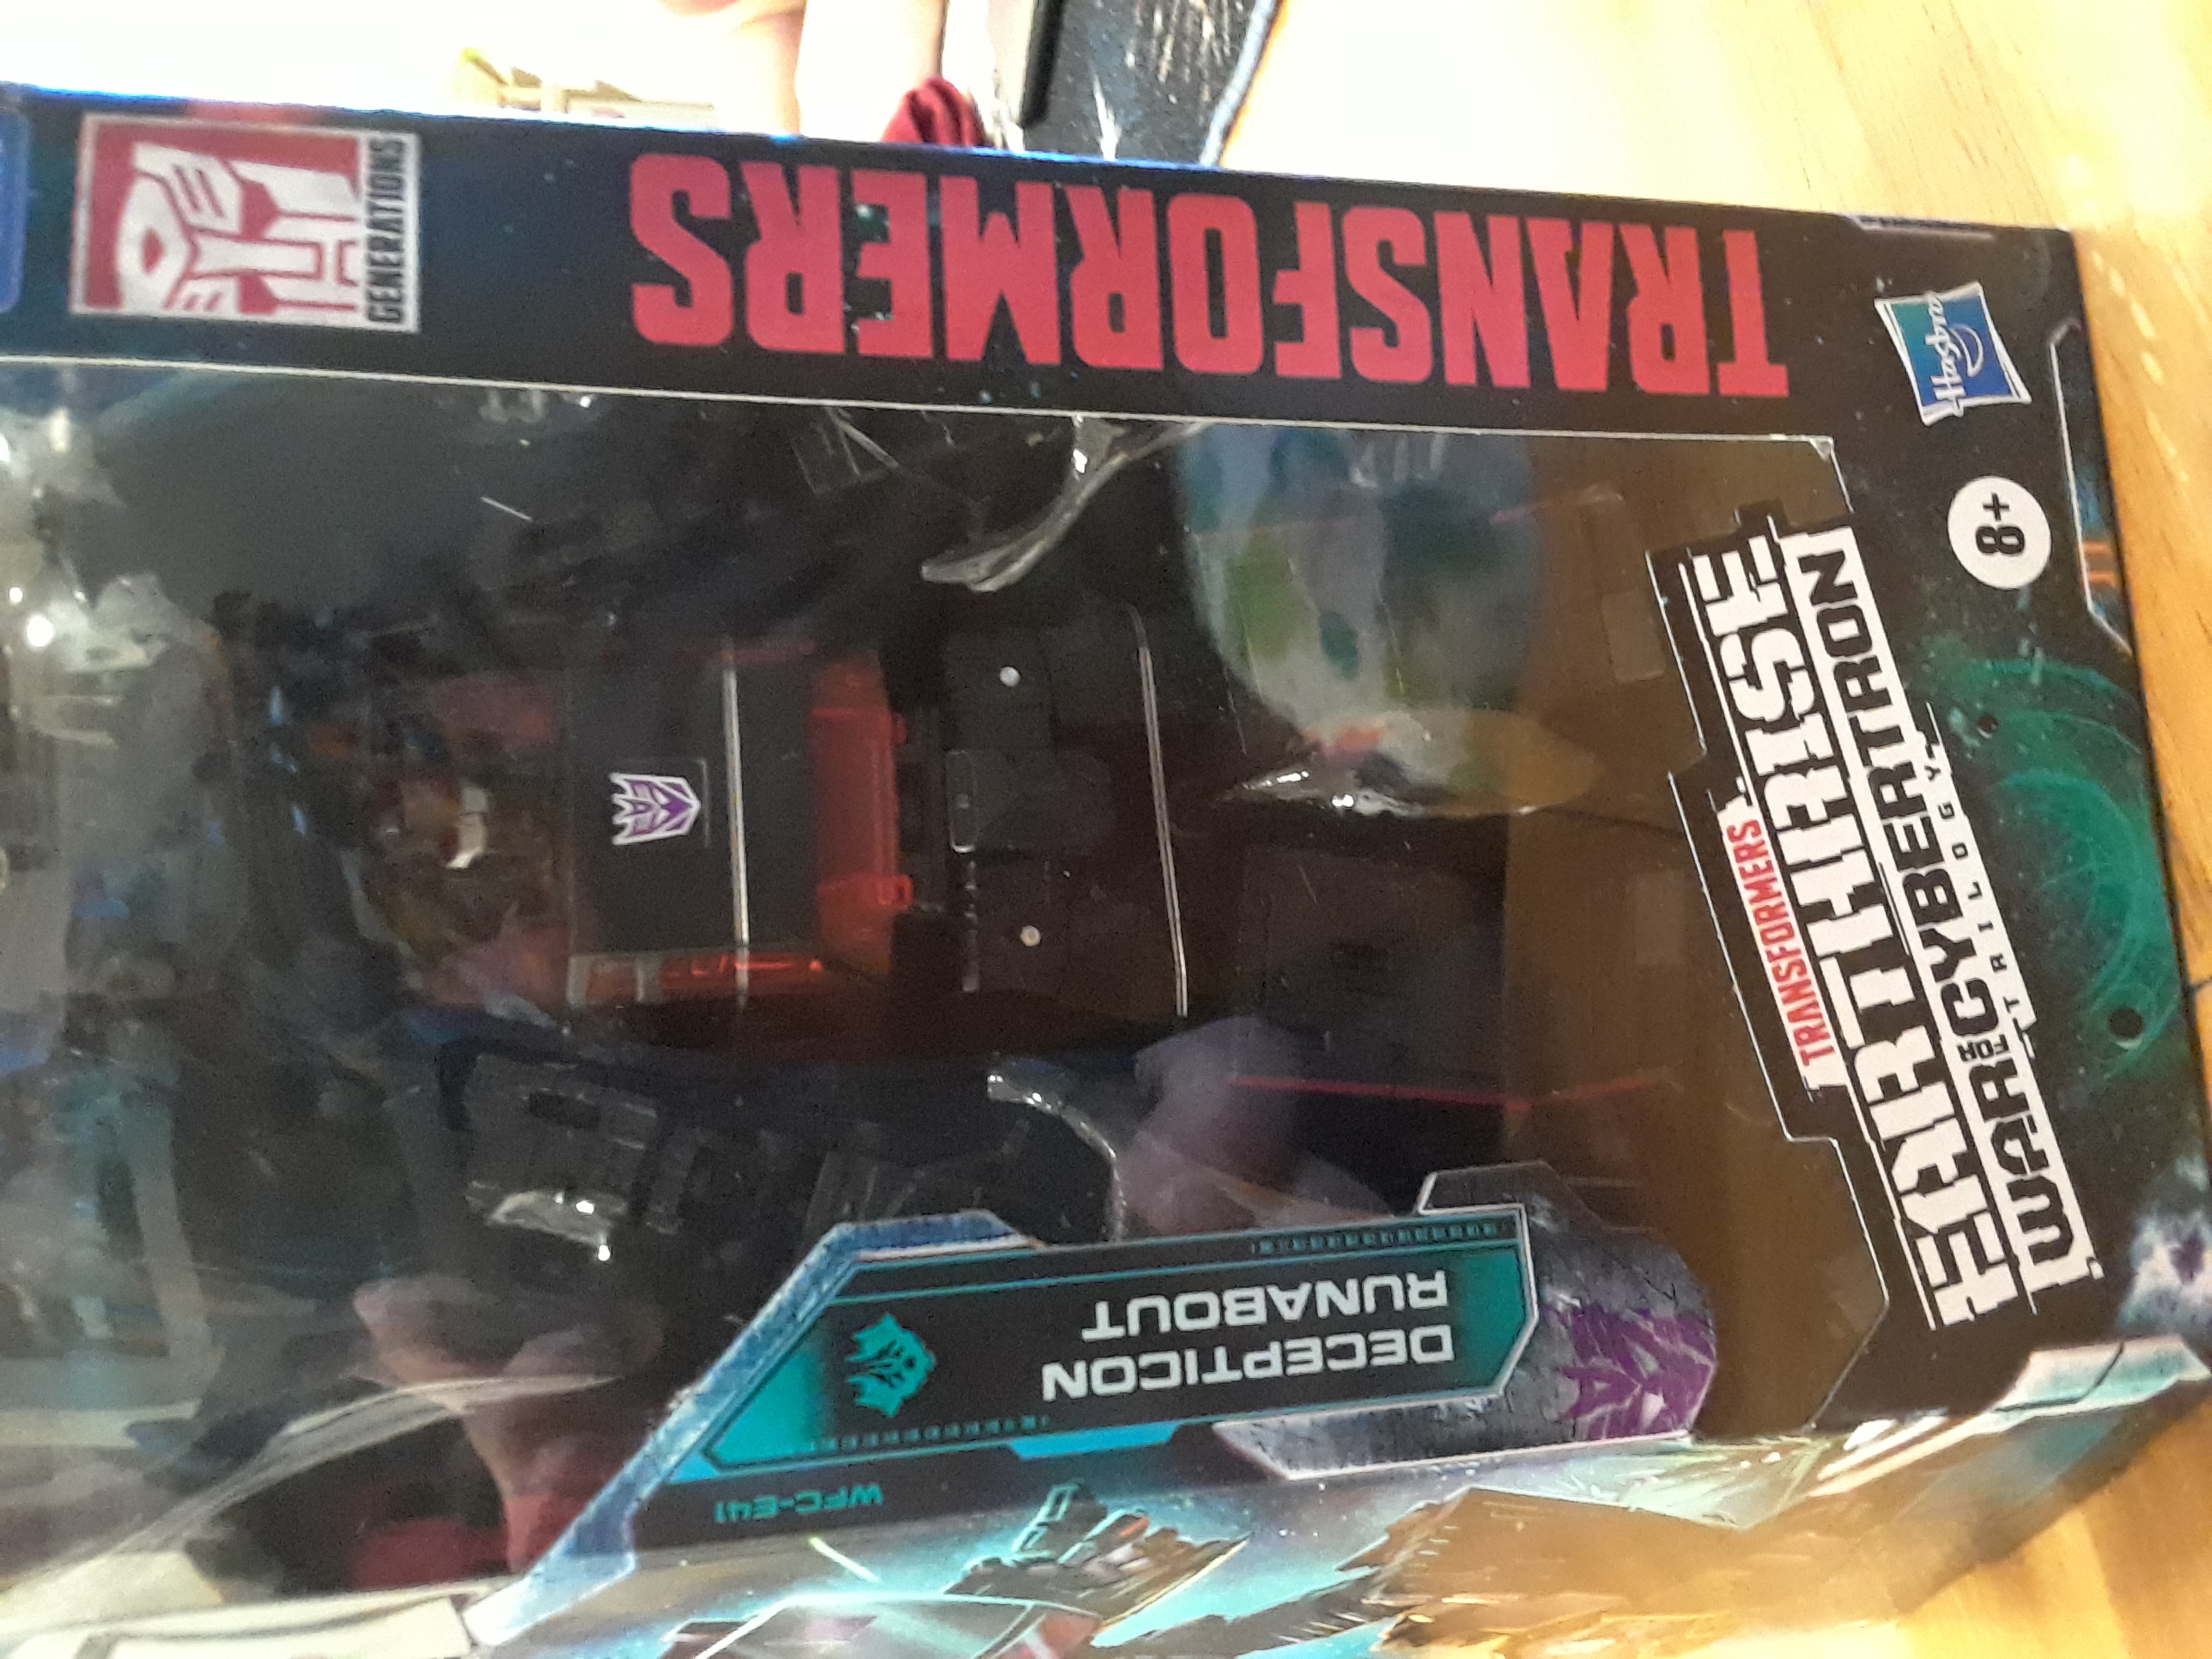 GENERATIONS
TRANSFORMERS
Hasbro
8+
TRANSFORMERS
EARTHRISE
WAR FOR CYBERTRON
TRILOGY
DECEPTICON
RUNABOUT
WFC-E41